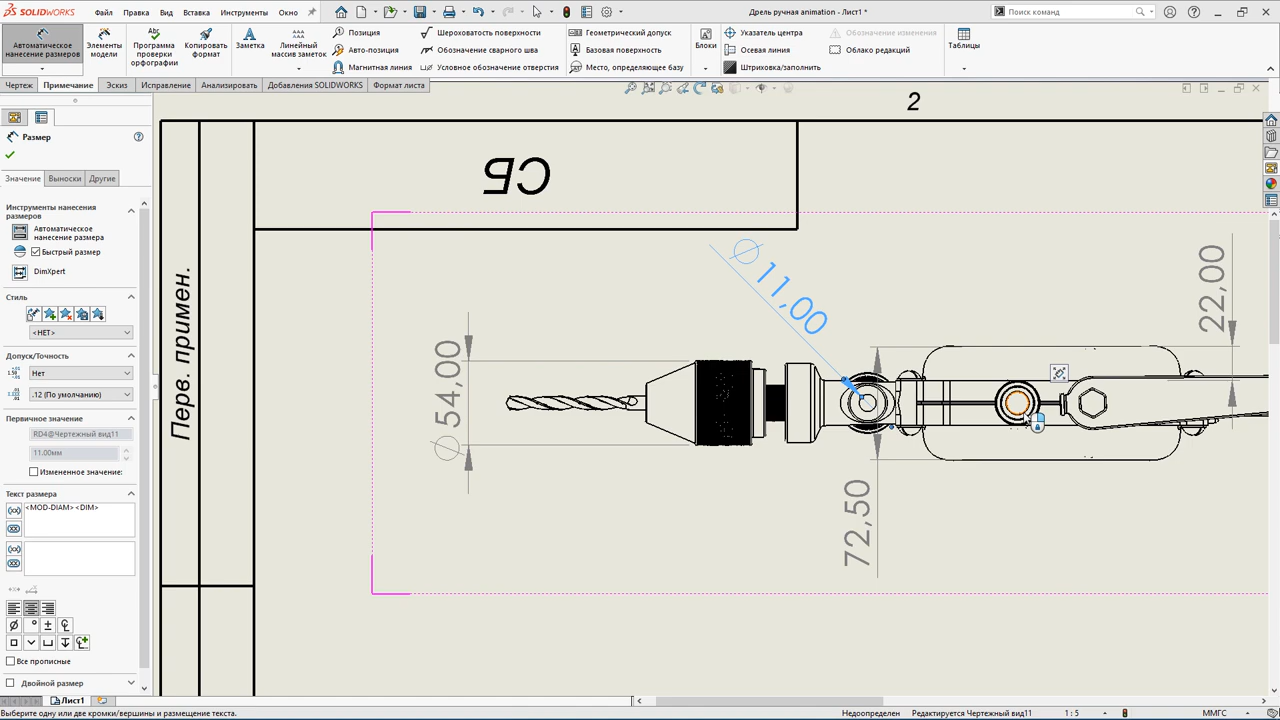 SOLIDWORKS
Файл Правка Вид Вставка Инструменты Окно
Дрель ручная animation - Лист1 *
Поиск команд
Автоматическое нанесение размеров
Элементы модели
Программа проверки орфографии
Копировать формат
Заметка
Линейный массив заметок
Позиция
Авто-позиция
Магнитная линия
Шероховатость поверхности
Обозначение сварного шва
Условное обозначение отверстия
Геометрический допуск
Базовая поверхность
Место, определяющее базу
Блоки
Указатель центра
Осевая линия
Штриховка/заполнить
Обозначение изменения
Облако редакций
Таблицы
Чертеж Примечание Эскиз Исправление Анализировать Добавления SOLIDWORKS Формат листа
Размер
Значение Выноски Другие
Инструменты нанесения размеров
Автоматическое нанесение размера
Быстрый размер
DimXpert
Стиль
<НЕТ>
Допуск/Точность
Нет
.12 (По умолчанию)
Первичное значение
RD4@Чертежный вид11
11.00мм
Измененное значение:
Текст размера
<MOD-DIAM> <DIM>
Все прописные
Двойной размер
2
СБ
Перв. примен.
∅54,00
∅11,00
72,50
22,00
Лист1
Выберите одну или две кромки/вершины и размещение текста.
Недоопределен
Редактируется Чертежный вид11
1 : 5
ММГС